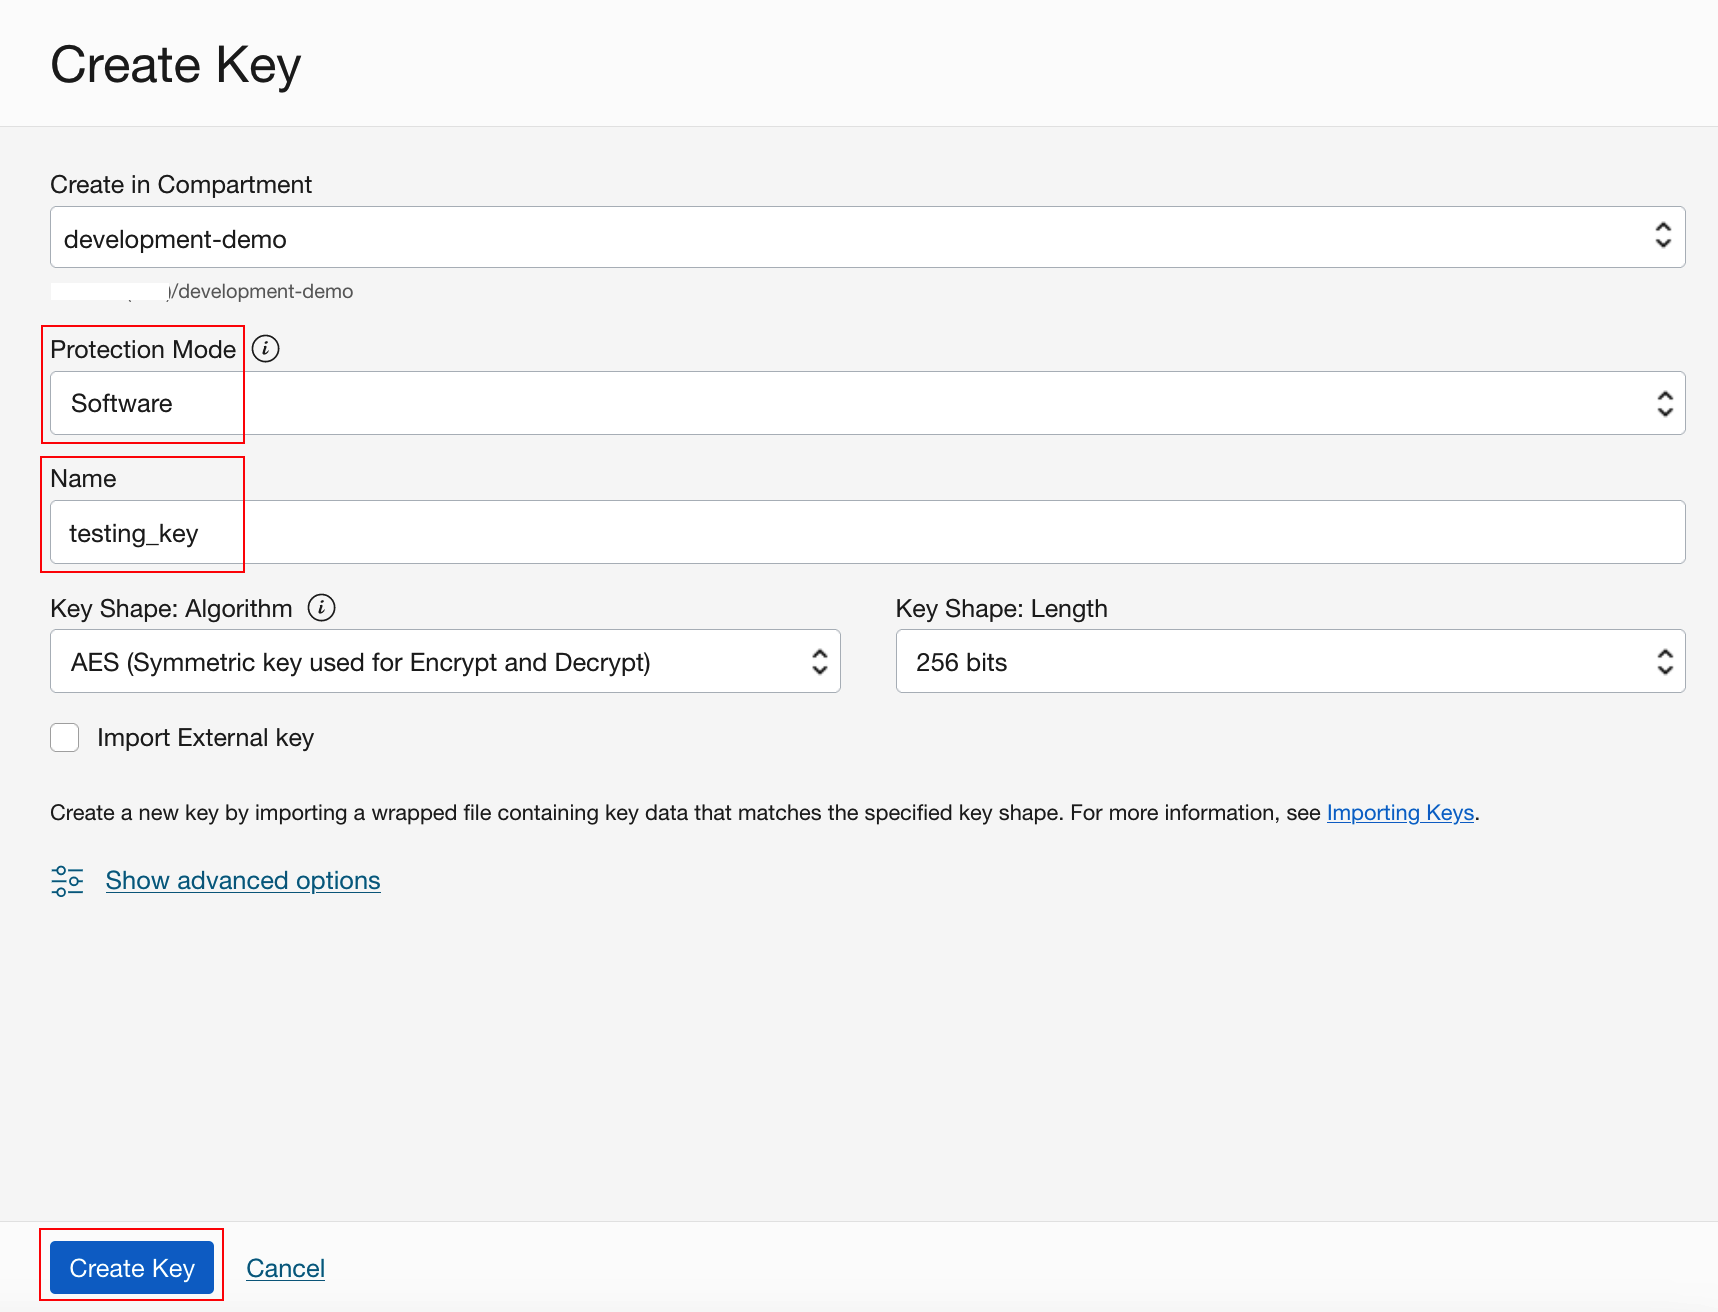 Create Key
Create in Compartment
development-demo
)/development-demo
Protection Mode
Software
Name
testing_key
Key Shape: Algorithm
Key Shape: Length
AES (Symmetric key used for Encrypt and Decrypt)
256 bits
Import External key
Create a new key by importing a wrapped file containing key data that matches the specified key shape. For more information, see Importing Keys.
Show advanced options
Create Key
Cancel